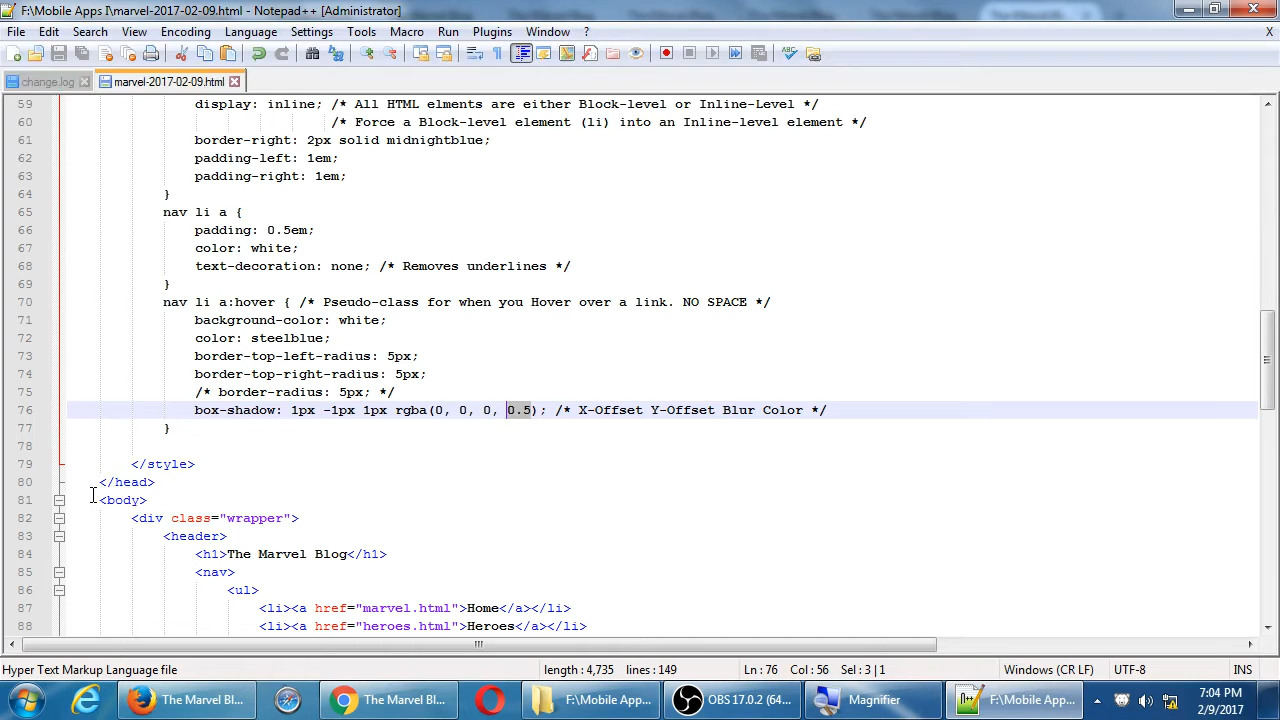 F:\Mobile Apps I\marvel-2017-02-09.html - Notepad++ [Administrator]
File Edit Search View Encoding Language Settings Tools Macro Run Plugins Window ? X
change.log marvel-2017-02-09.html
59 display: inline; /* All HTML elments are either Block-level or Inline-Level */
60 /* Force a Block-level element (li) into an Inline-level element */
61 border-right: 2px solid midnightblue;
62 padding-left: 1em;
63 padding-right: 1em;
64 }
65 nav li a {
66 padding: 0.5em;
67 color: white;
68 text-decoration: none; /* Removes underlines */
69 }
70 nav li a:hover { /* Pseudo-class for when you Hover over a link. NO SPACE */
71 background-color: white;
72 color: steelblue;
73 border-top-left-radius: 5px;
74 border-top-right-radius: 5px;
75 /* border-radius: 5px; */
76 box-shadow: 1px -1px 1px rgba(0, 0, 0, 0.5); /* X-Offset Y-Offset Blur Color */
77 }
78
79 </style>
80 </head>
81 <body>
82 <div class="wrapper">
83 <header>
84 <h1>The Marvel Blog</h1>
85 <nav>
86 <ul>
87 <li><a href="marvel.html">Home</a></li>
88 <li><a href="heroes.html">Heroes</a></li>
Hyper Text Markup Language file length : 4,735 lines : 149 Ln : 76 Col : 56 Sel : 3 | 1 Windows (CR LF) UTF-8 INS
The Marvel Bl... The Marvel Bl... F:\Mobile App... OBS 17.0.2 (64... Magnifier F:\Mobile App... 7:04 PM
2/9/2017